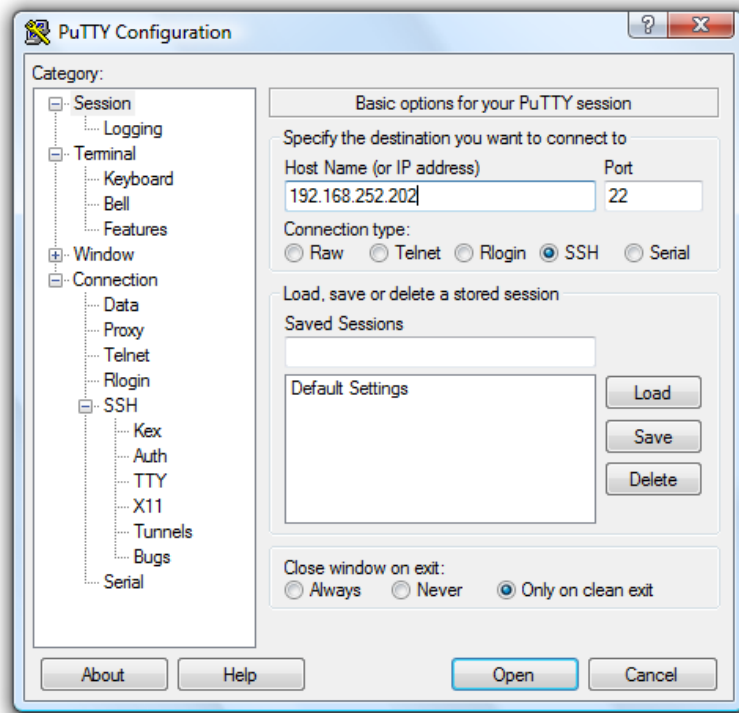 PuTTY Configuration
Category:
Session
Logging
Terminal
Keyboard
Bell
Features
Window
Connection
Data
Proxy
Telnet
Rlogin
SSH
Kex
Auth
TTY
X11
Tunnels
Bugs
Serial
Basic options for your PuTTY session
Specify the destination you want to connect to
Host Name (or IP address) Port
192.168.252.202 22
Connection type:
Raw Telnet Rlogin SSH Serial
Load, save or delete a stored session
Saved Sessions
Default Settings
Load
Save
Delete
Close window on exit:
Always Never Only on clean exit
About Help Open Cancel